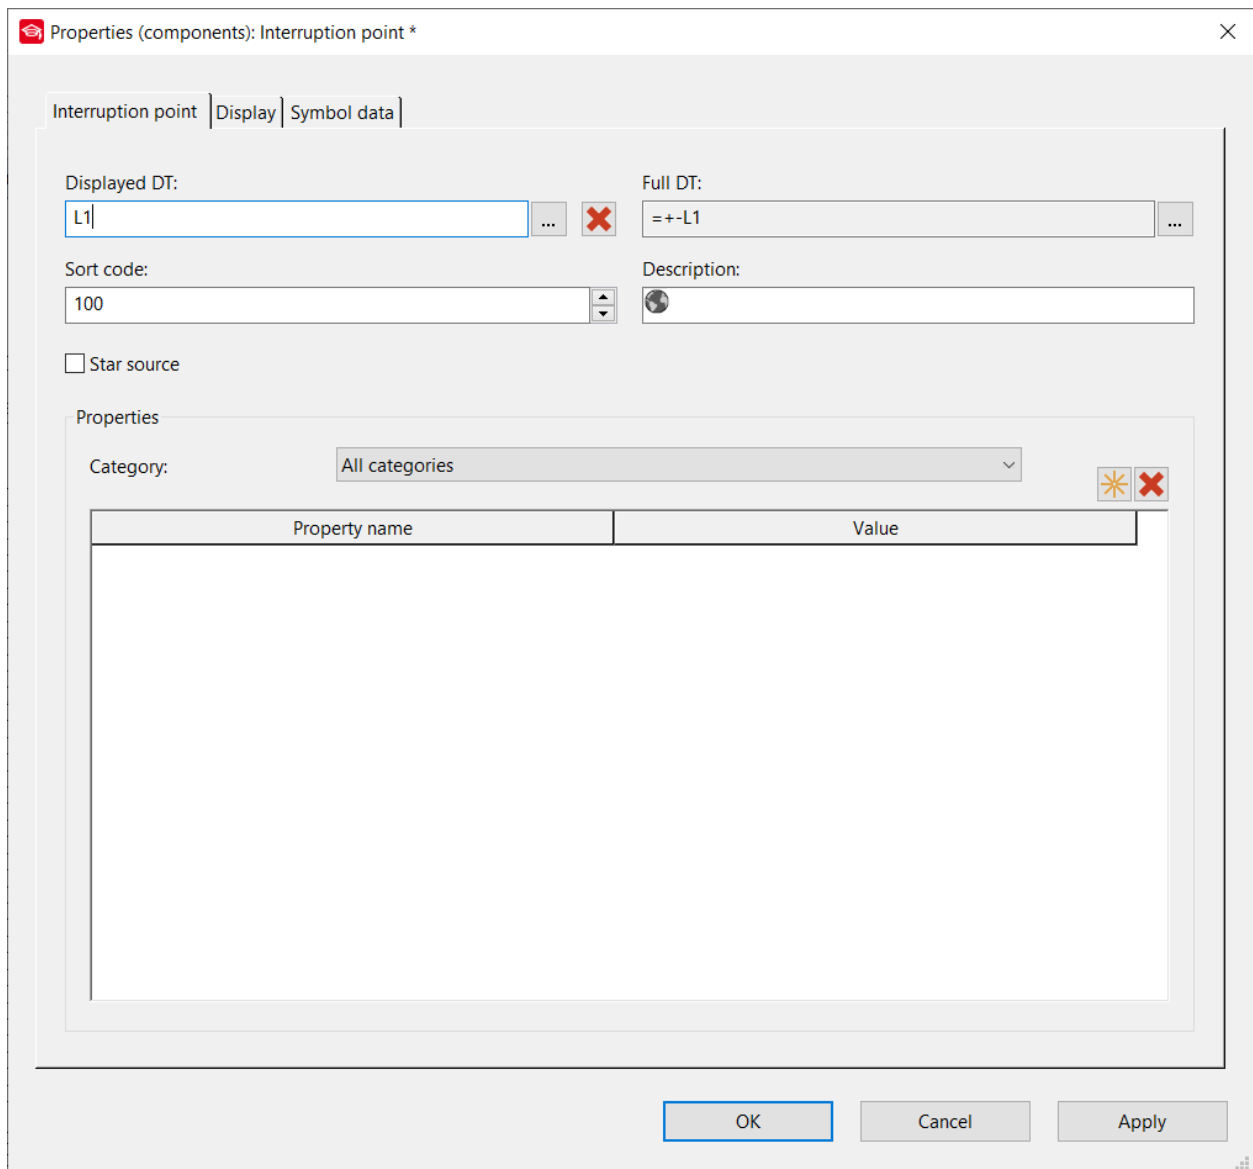 Properties (components): Interruption point *
Interruption point Display Symbol data
Displayed DT: Full DT:
L1 ... =+-L1 ...
Sort code: Description:
100
Star source
Properties
Category: All categories
Property name Value
OK Cancel Apply